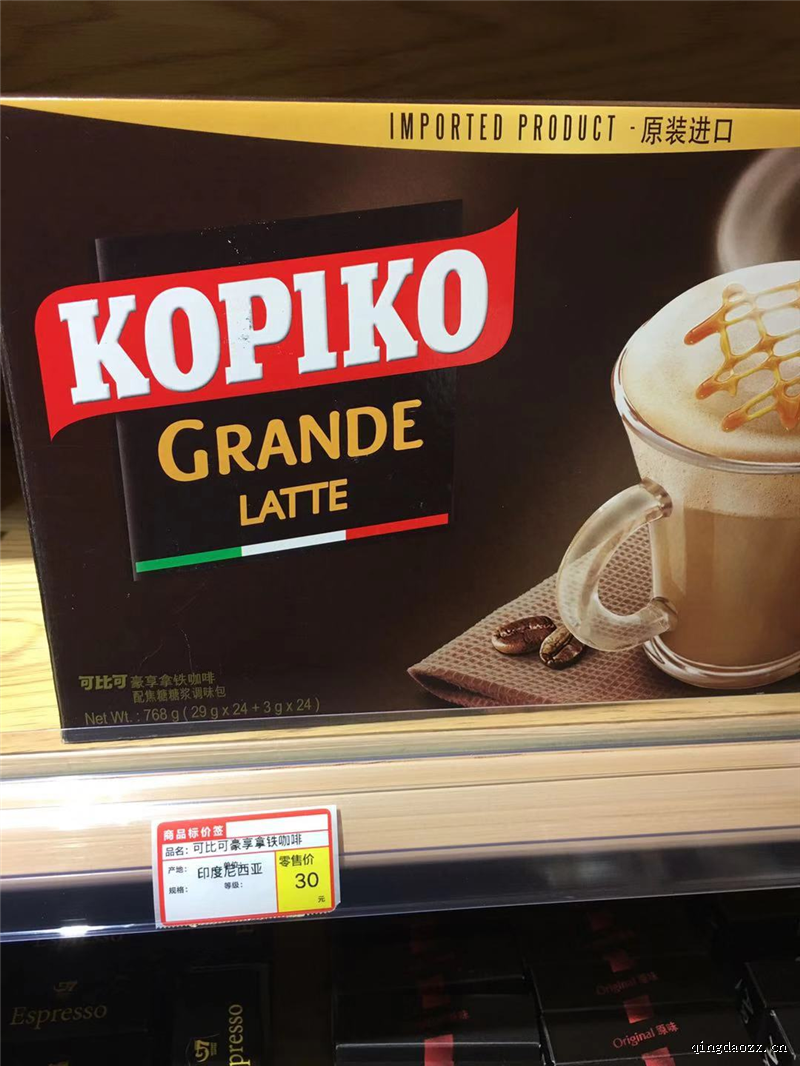 IMPORTED PRODUCT - 原装进口
KOPIKO
GRANDE
LATTE
可比可 豪享拿铁咖啡
配焦糖糖浆调味包
Net Wt. : 768 g ( 29 g x 24 + 3 g x 24 )
商品标价签
品名: 可比可豪享拿铁咖啡
产地: 印度尼西亚
零售价
规格: 等级:
30
元
Espresso
Original 原味
Original 原味
qingdaozz.cn